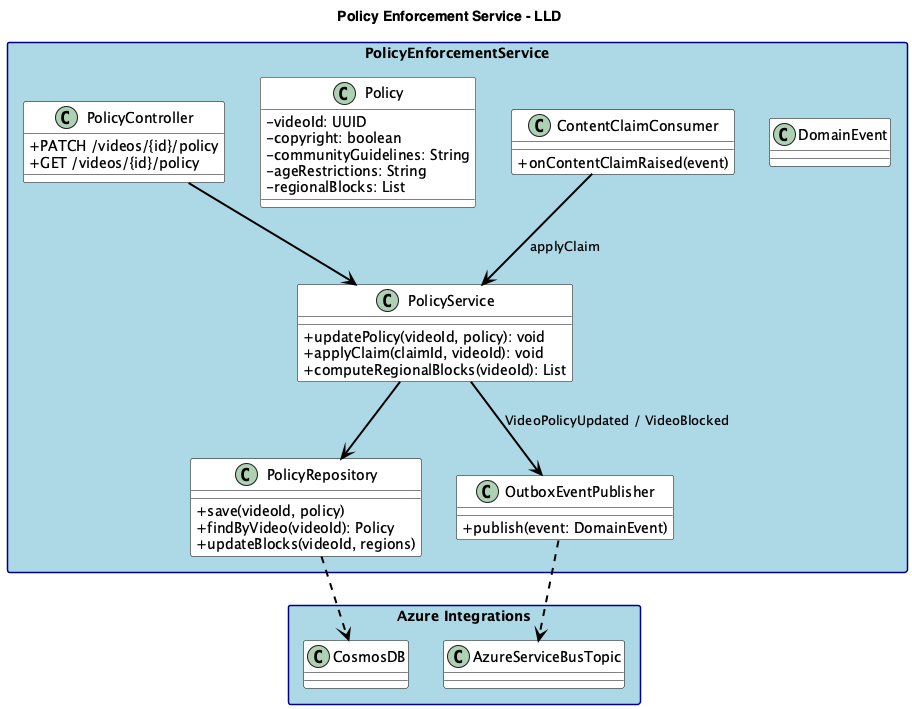 Policy Enforcement Service - LLD
PolicyEnforcementService
C PolicyController
+PATCH /videos/{id}/policy
+GET /videos/{id}/policy
C Policy
-videoId: UUID
-copyright: boolean
-communityGuidelines: String
-ageRestrictions: String
-regionalBlocks: List
C ContentClaimConsumer
+onContentClaimRaised(event)
C DomainEvent
applyClaim
C PolicyService
+updatePolicy(videoId, policy): void
+applyClaim(claimId, videoId): void
+computeRegionalBlocks(videoId): List
VideoPolicyUpdated / VideoBlocked
C PolicyRepository
+save(videoId, policy)
+findByVideo(videoId): Policy
+updateBlocks(videoId, regions)
C OutboxEventPublisher
+publish(event: DomainEvent)
Azure Integrations
C CosmosDB
C AzureServiceBusTopic